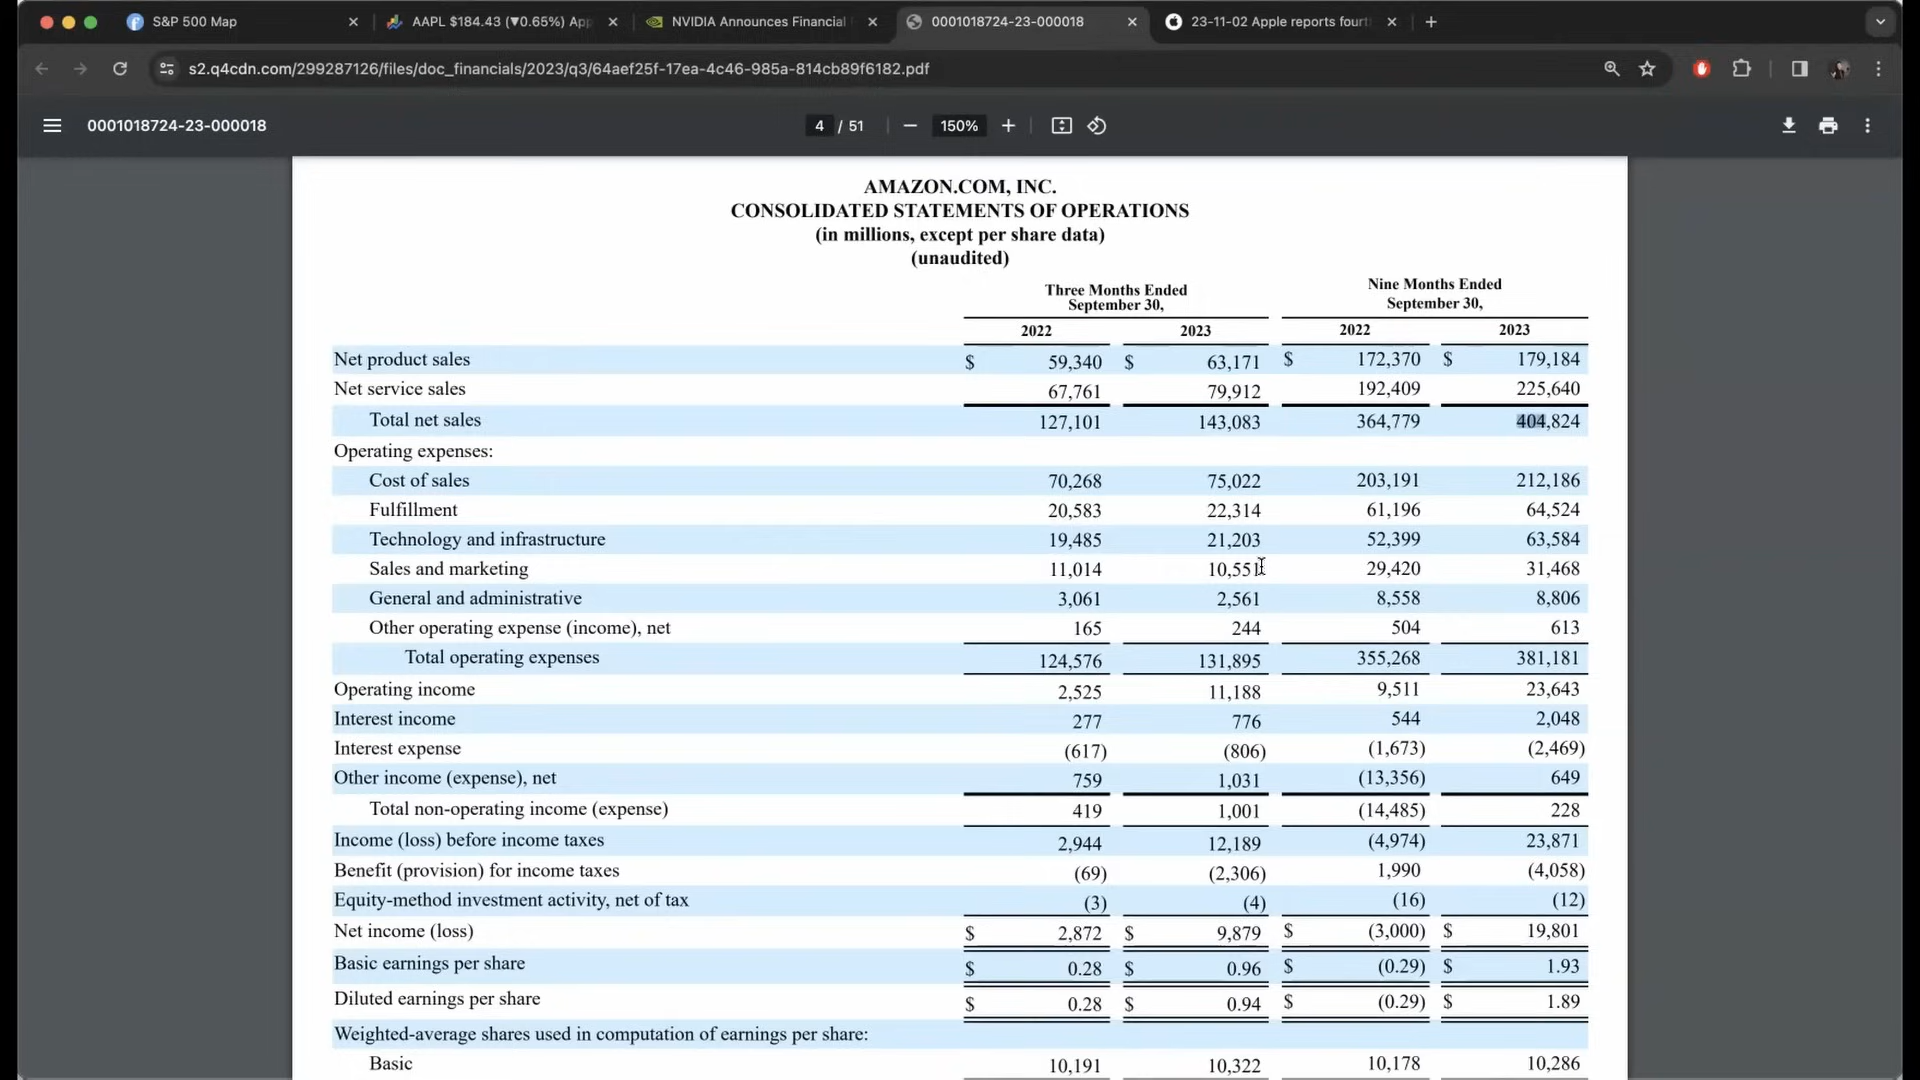 S&P 500 Map
AAPL $184.43 (▼0.65%) App
NVIDIA Announces Financial
0001018724-23-000018
23-11-02 Apple reports fourt
s2.q4cdn.com/299287126/files/doc_financials/2023/q3/64aef25f-17ea-4c46-985a-814cb89f6182.pdf
0001018724-23-000018 4 / 51 150%
AMAZON.COM, INC.
CONSOLIDATED STATEMENTS OF OPERATIONS
(in millions, except per share data)
(unaudited)
Three Months Ended September 30, Nine Months Ended September 30,
2022 2023 2022 2023
Net product sales $ 59,340 $ 63,171 $ 172,370 $ 179,184
Net service sales 67,761 79,912 192,409 225,640
Total net sales 127,101 143,083 364,779 404,824
Operating expenses:
Cost of sales 70,268 75,022 203,191 212,186
Fulfillment 20,583 22,314 61,196 64,524
Technology and infrastructure 19,485 21,203 52,399 63,584
Sales and marketing 11,014 10,551 29,420 31,468
General and administrative 3,061 2,561 8,558 8,806
Other operating expense (income), net 165 244 504 613
Total operating expenses 124,576 131,895 355,268 381,181
Operating income 2,525 11,188 9,511 23,643
Interest income 277 776 544 2,048
Interest expense (617) (806) (1,673) (2,469)
Other income (expense), net 759 1,031 (13,356) 649
Total non-operating income (expense) 419 1,001 (14,485) 228
Income (loss) before income taxes 2,944 12,189 (4,974) 23,871
Benefit (provision) for income taxes (69) (2,306) 1,990 (4,058)
Equity-method investment activity, net of tax (3) (4) (16) (12)
Net income (loss) $ 2,872 $ 9,879 $ (3,000) $ 19,801
Basic earnings per share $ 0.28 $ 0.96 $ (0.29) $ 1.93
Diluted earnings per share $ 0.28 $ 0.94 $ (0.29) $ 1.89
Weighted-average shares used in computation of earnings per share:
Basic 10,191 10,322 10,178 10,286